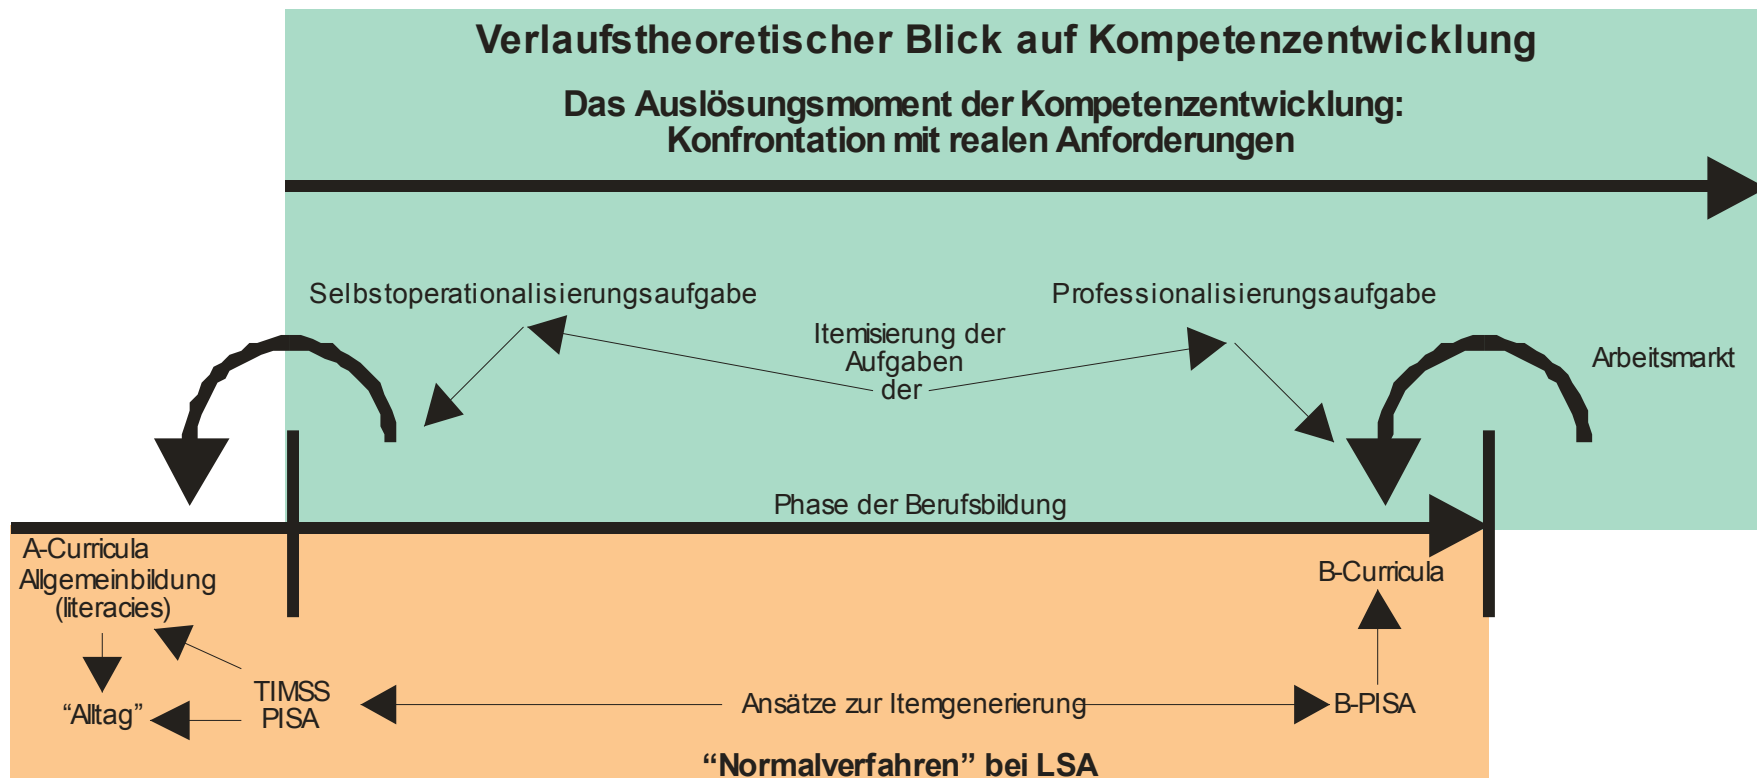 Verlaufstheoretischer Blick auf Kompetenzentwicklung
Das Auslösungsmoment der Kompetenzentwicklung:
Konfrontation mit realen Anforderungen
Selbstoperationalisierungsaufgabe
Professionalisierungsaufgabe
Itemisierung der
Aufgaben
der
Arbeitsmarkt
Phase der Berufsbildung
A-Curricula
Allgemeinbildung
(literacies)
B-Curricula
“Alltag”
TIMSS
PISA
Ansätze zur Itemgenerierung
B-PISA
“Normalverfahren” bei LSA